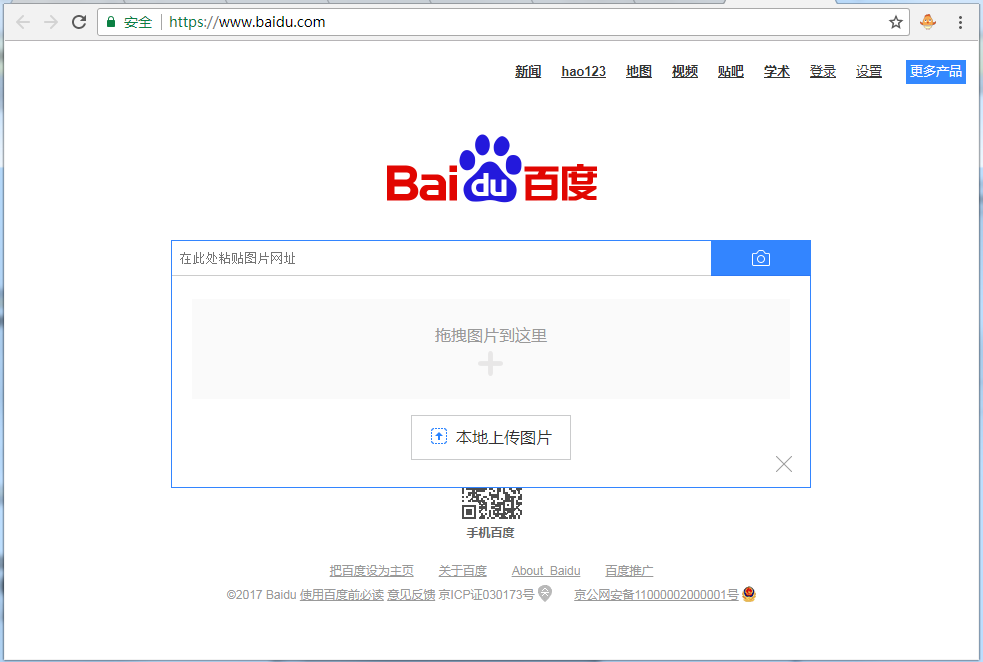 安全 https://www.baidu.com
新闻 hao123 地图 视频 贴吧 学术 登录 设置 更多产品
Baidu百度
在此处粘贴图片网址
拖拽图片到这里
本地上传图片
手机百度
把百度设为主页 关于百度 About Baidu 百度推广
©2017 Baidu 使用百度前必读 意见反馈 京ICP证030173号 京公网安备11000002000001号